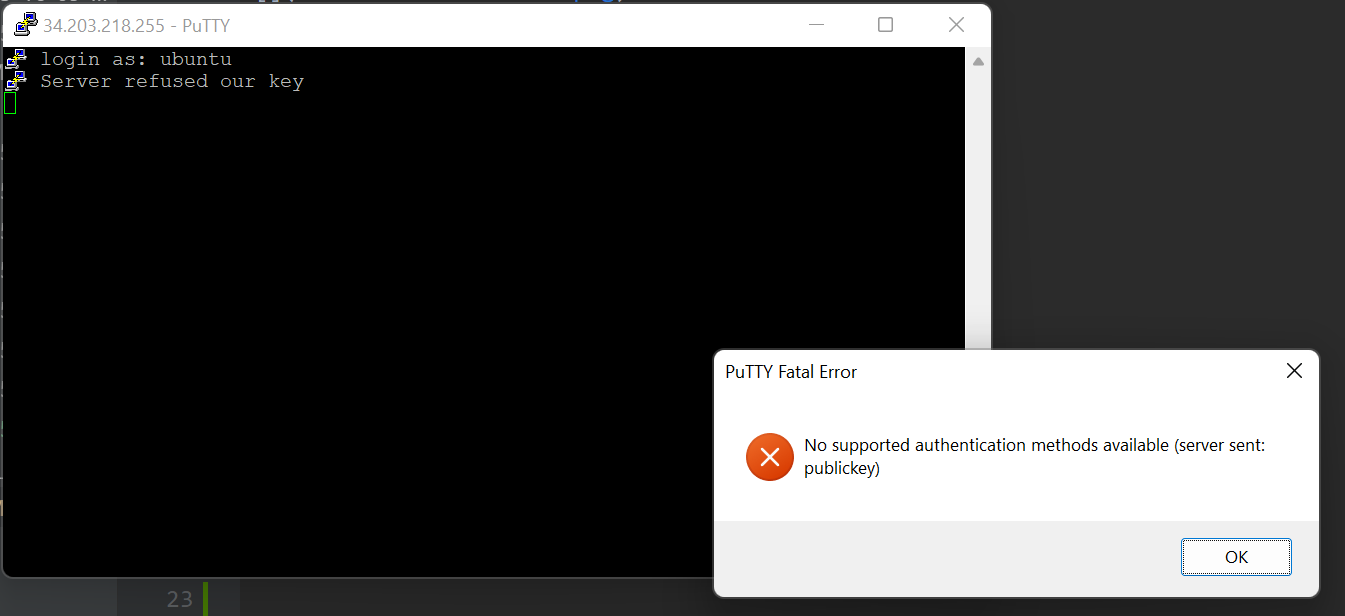 34.203.218.255 - PuTTY
login as: ubuntu
Server refused our key
PuTTY Fatal Error
No supported authentication methods available (server sent:
publickey)
OK
23